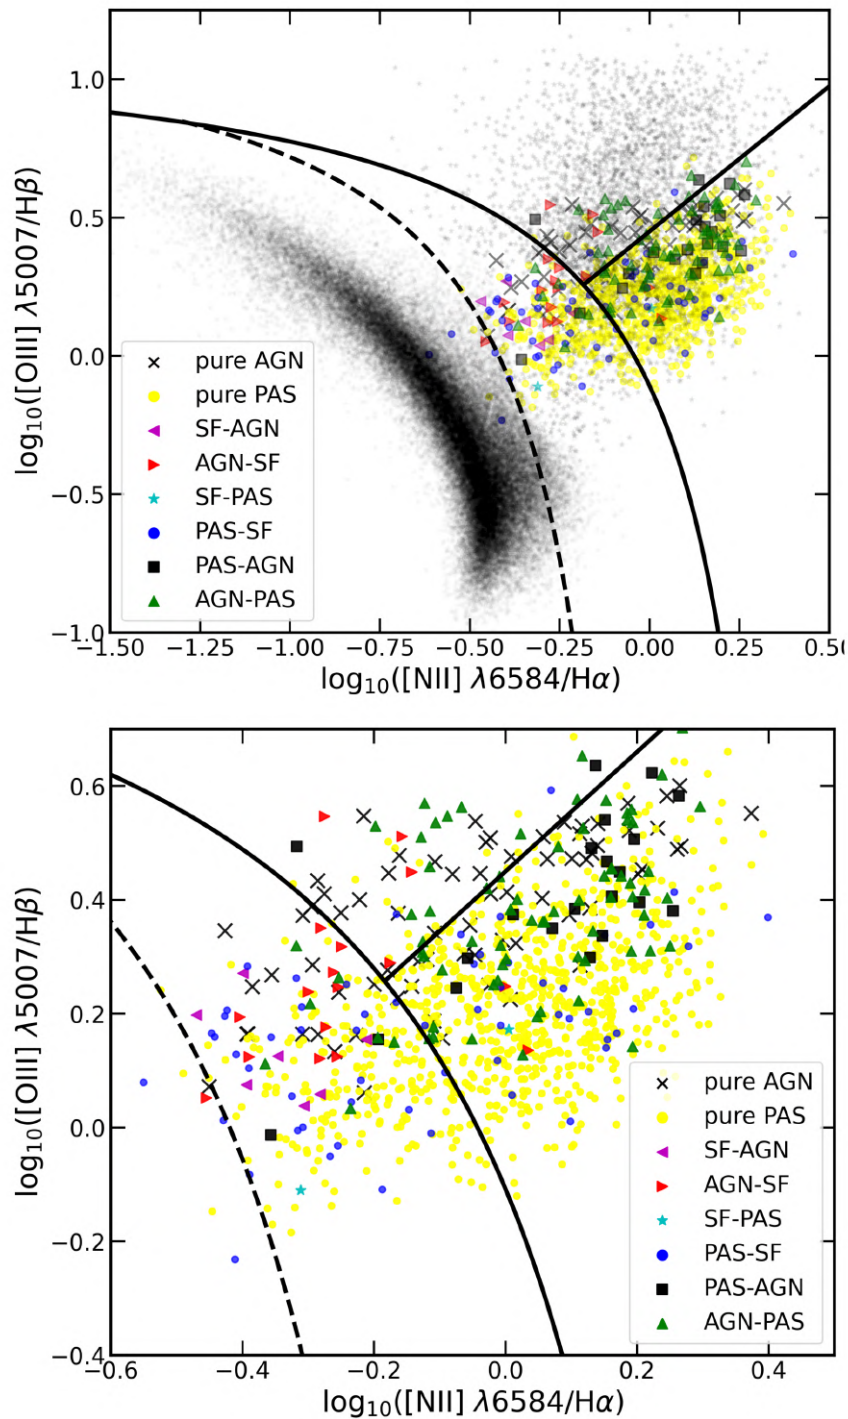 1.0
0.5
0.0
−0.5
−1.0
log₁₀([OIII] λ5007/Hβ)
× pure AGN
pure PAS
SF-AGN
AGN-SF
SF-PAS
PAS-SF
PAS-AGN
AGN-PAS
−1.50 −1.25 −1.00 −0.75 −0.50 −0.25 0.00 0.25 0.50
log₁₀([NII] λ6584/Hα)
0.6
0.4
0.2
0.0
−0.2
−0.4
log₁₀([OIII] λ5007/Hβ)
× pure AGN
pure PAS
SF-AGN
AGN-SF
SF-PAS
PAS-SF
PAS-AGN
AGN-PAS
−0.6 −0.4 −0.2 0.0 0.2 0.4
log₁₀([NII] λ6584/Hα)